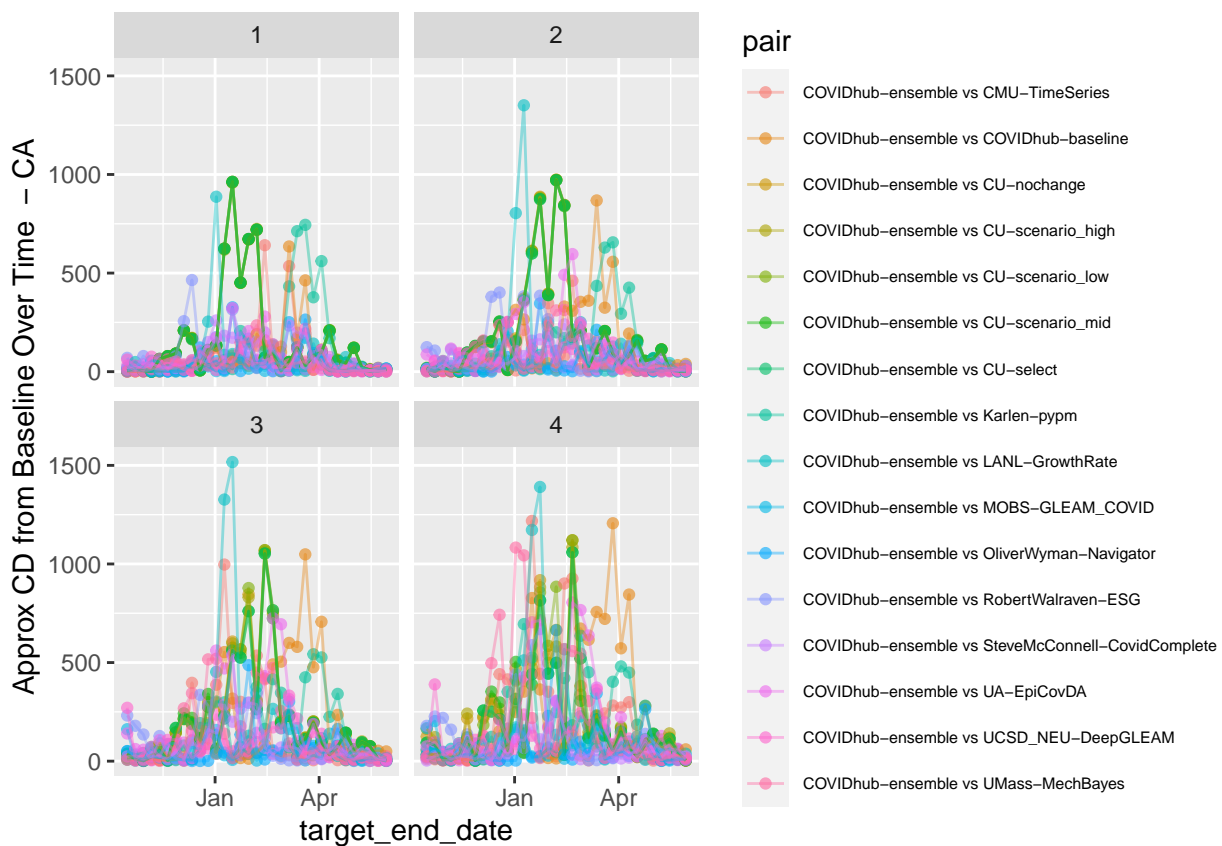 1
2
1500
1000
500
0
3
4
1500
1000
500
0
Jan
Apr
Jan
Apr
target_end_date
Approx CD from Baseline Over Time − CA
pair
COVIDhub−ensemble vs CMU−TimeSeries
COVIDhub−ensemble vs COVIDhub−baseline
COVIDhub−ensemble vs CU−nochange
COVIDhub−ensemble vs CU−scenario_high
COVIDhub−ensemble vs CU−scenario_low
COVIDhub−ensemble vs CU−scenario_mid
COVIDhub−ensemble vs CU−select
COVIDhub−ensemble vs Karlen−pypm
COVIDhub−ensemble vs LANL−GrowthRate
COVIDhub−ensemble vs MOBS−GLEAM_COVID
COVIDhub−ensemble vs OliverWyman−Navigator
COVIDhub−ensemble vs RobertWalraven−ESG
COVIDhub−ensemble vs SteveMcConnell−CovidComplete
COVIDhub−ensemble vs UA−EpiCovDA
COVIDhub−ensemble vs UCSD_NEU−DeepGLEAM
COVIDhub−ensemble vs UMass−MechBayes